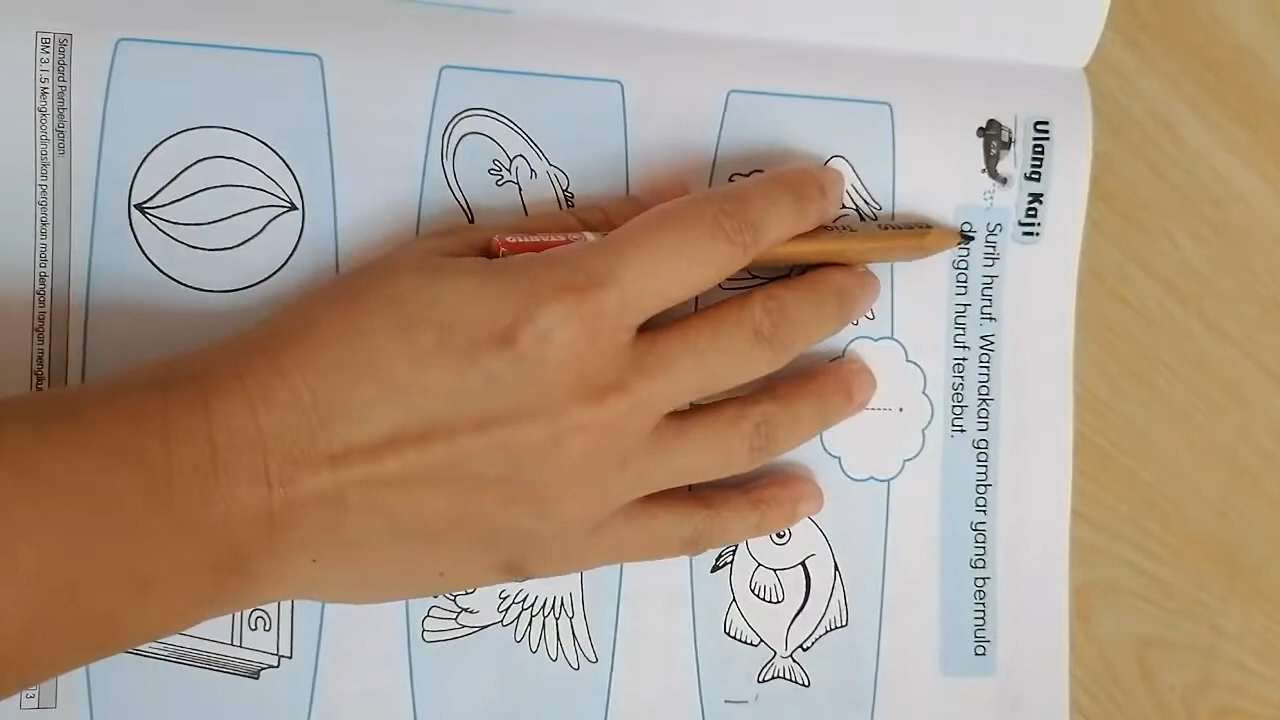 Ulang Kaji
Surih huruf. Warnakan gambar yang bermula
dengan huruf tersebut.
C
Standard Pembelajaran:
BM 3.1.5 Mengkoordinasikan pergerakan mata dengan tangan
13